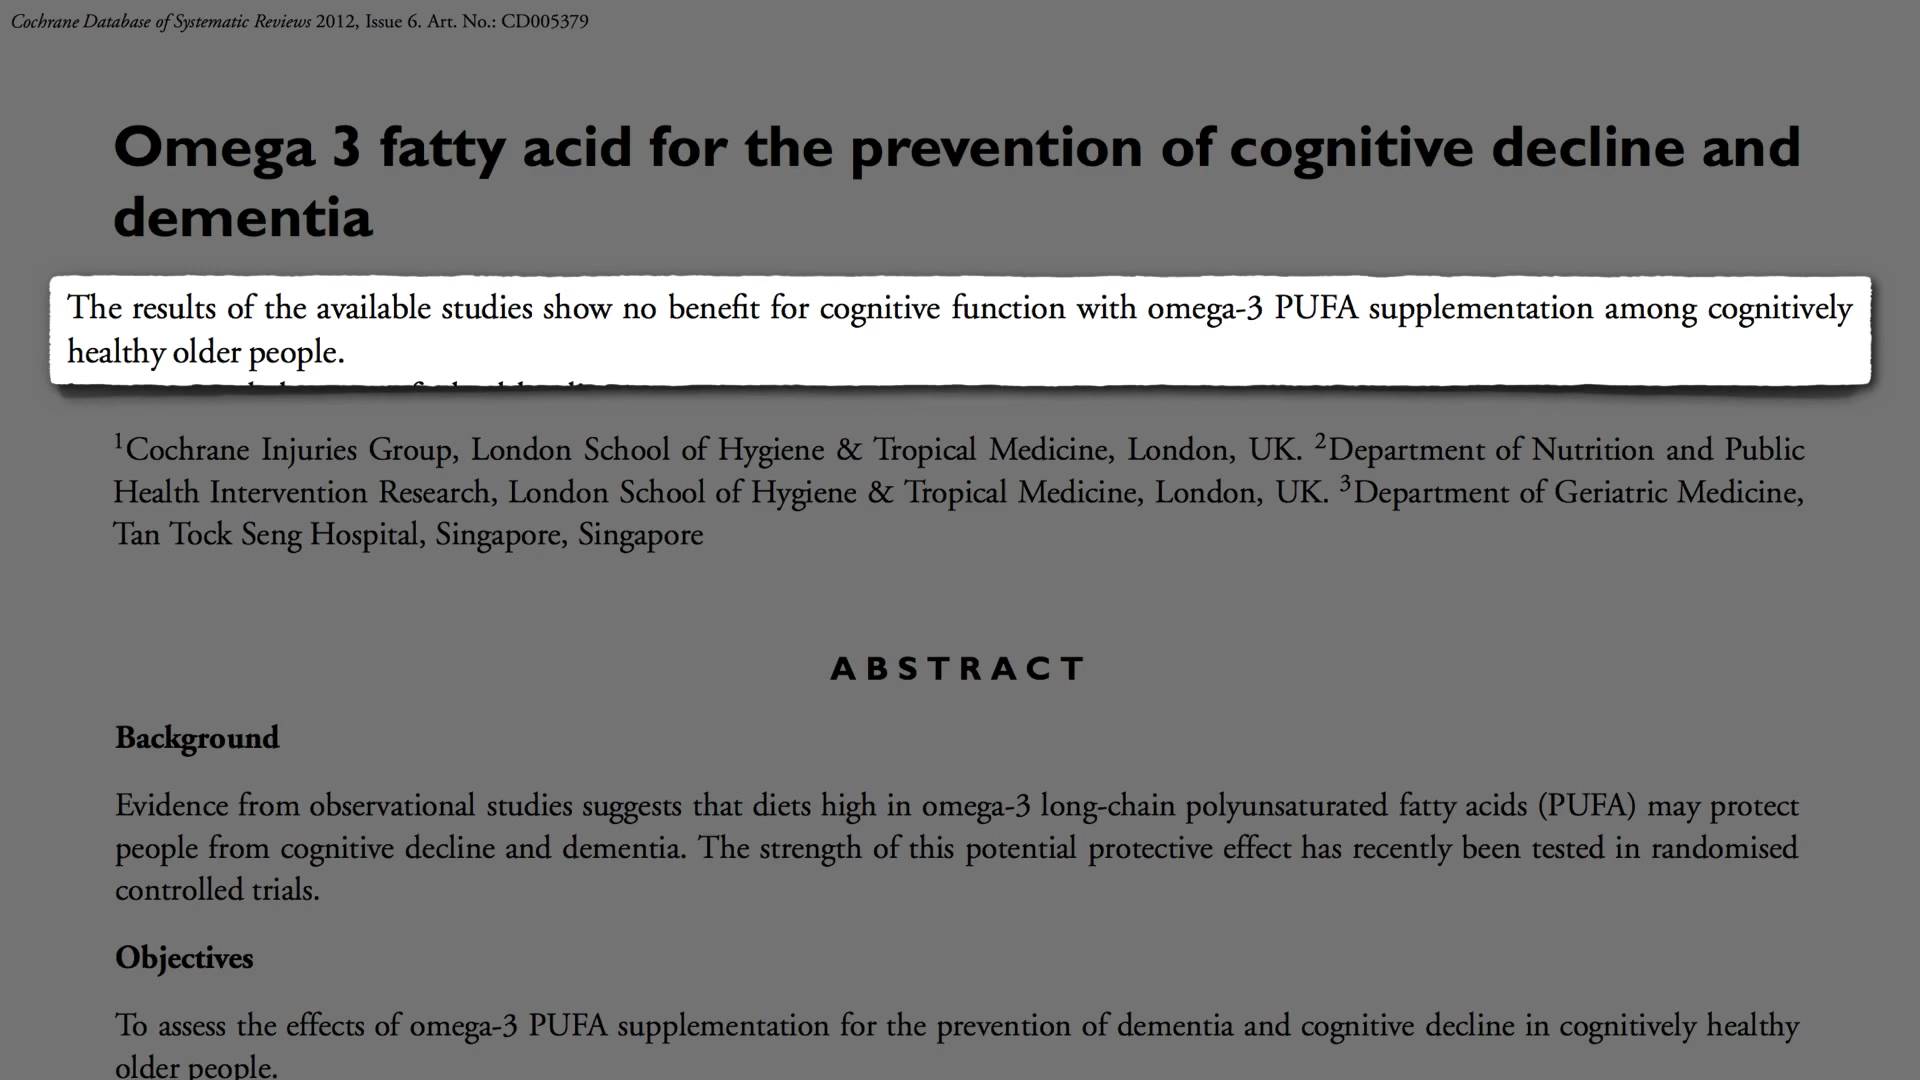 Cochrane Database of Systematic Reviews 2012, Issue 6. Art. No.: CD005379
Omega 3 fatty acid for the prevention of cognitive decline and
dementia
The results of the available studies show no benefit for cognitive function with omega-3 PUFA supplementation among cognitively
healthy older people.
¹Cochrane Injuries Group, London School of Hygiene & Tropical Medicine, London, UK. ²Department of Nutrition and Public
Health Intervention Research, London School of Hygiene & Tropical Medicine, London, UK. ³Department of Geriatric Medicine,
Tan Tock Seng Hospital, Singapore, Singapore
ABSTRACT
Background
Evidence from observational studies suggests that diets high in omega-3 long-chain polyunsaturated fatty acids (PUFA) may protect
people from cognitive decline and dementia. The strength of this potential protective effect has recently been tested in randomised
controlled trials.
Objectives
To assess the effects of omega-3 PUFA supplementation for the prevention of dementia and cognitive decline in cognitively healthy
older people.